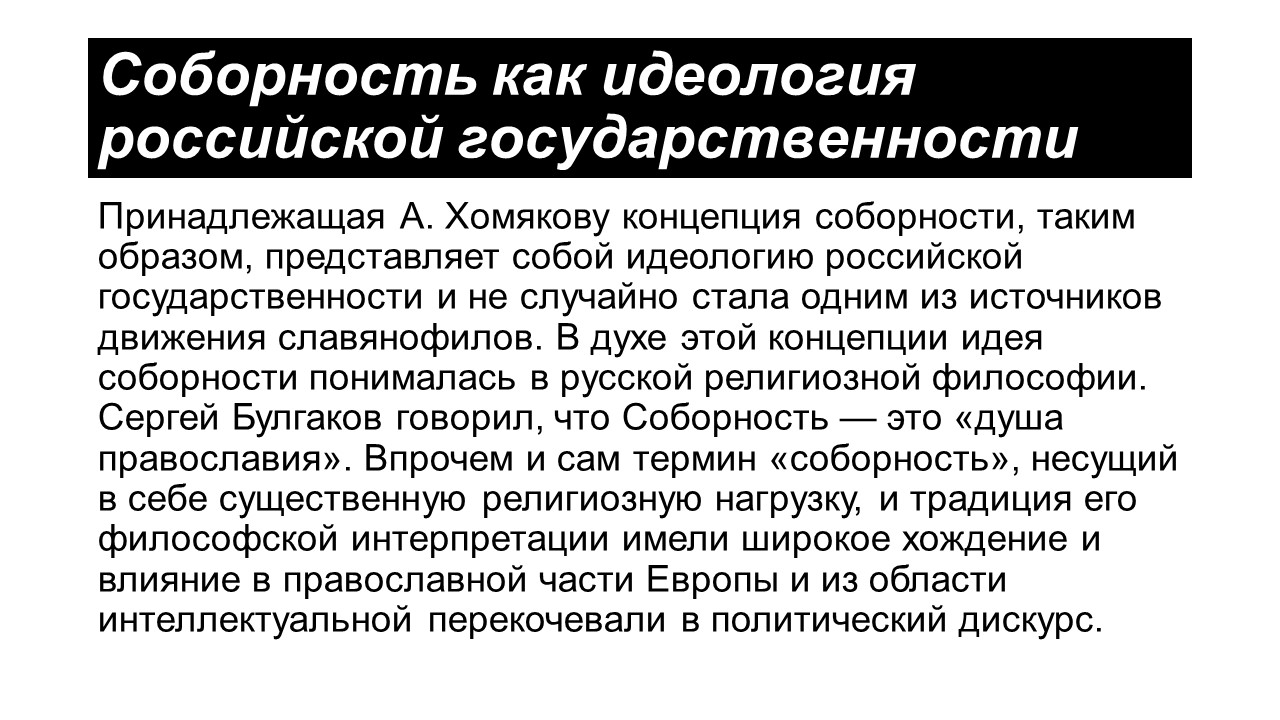 Соборность как идеология
российской государственности
Принадлежащая А. Хомякову концепция соборности, таким
образом, представляет собой идеологию российской
государственности и не случайно стала одним из источников
движения славянофилов. В духе этой концепции идея
соборности понималась в русской религиозной философии.
Сергей Булгаков говорил, что Соборность — это «душа
православия». Впрочем и сам термин «соборность», несущий
в себе существенную религиозную нагрузку, и традиция его
философской интерпретации имели широкое хождение и
влияние в православной части Европы и из области
интеллектуальной перекочевали в политический дискурс.